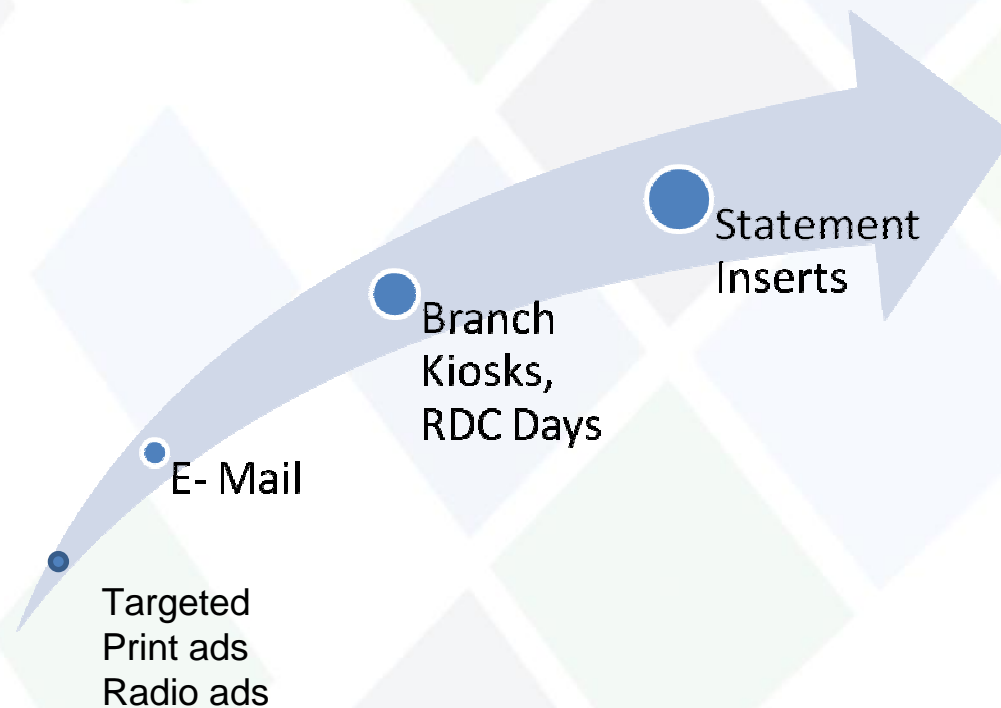 Statement
Inserts
Branch
Kiosks,
RDC Days
E- Mail
Targeted
Print ads
Radio ads